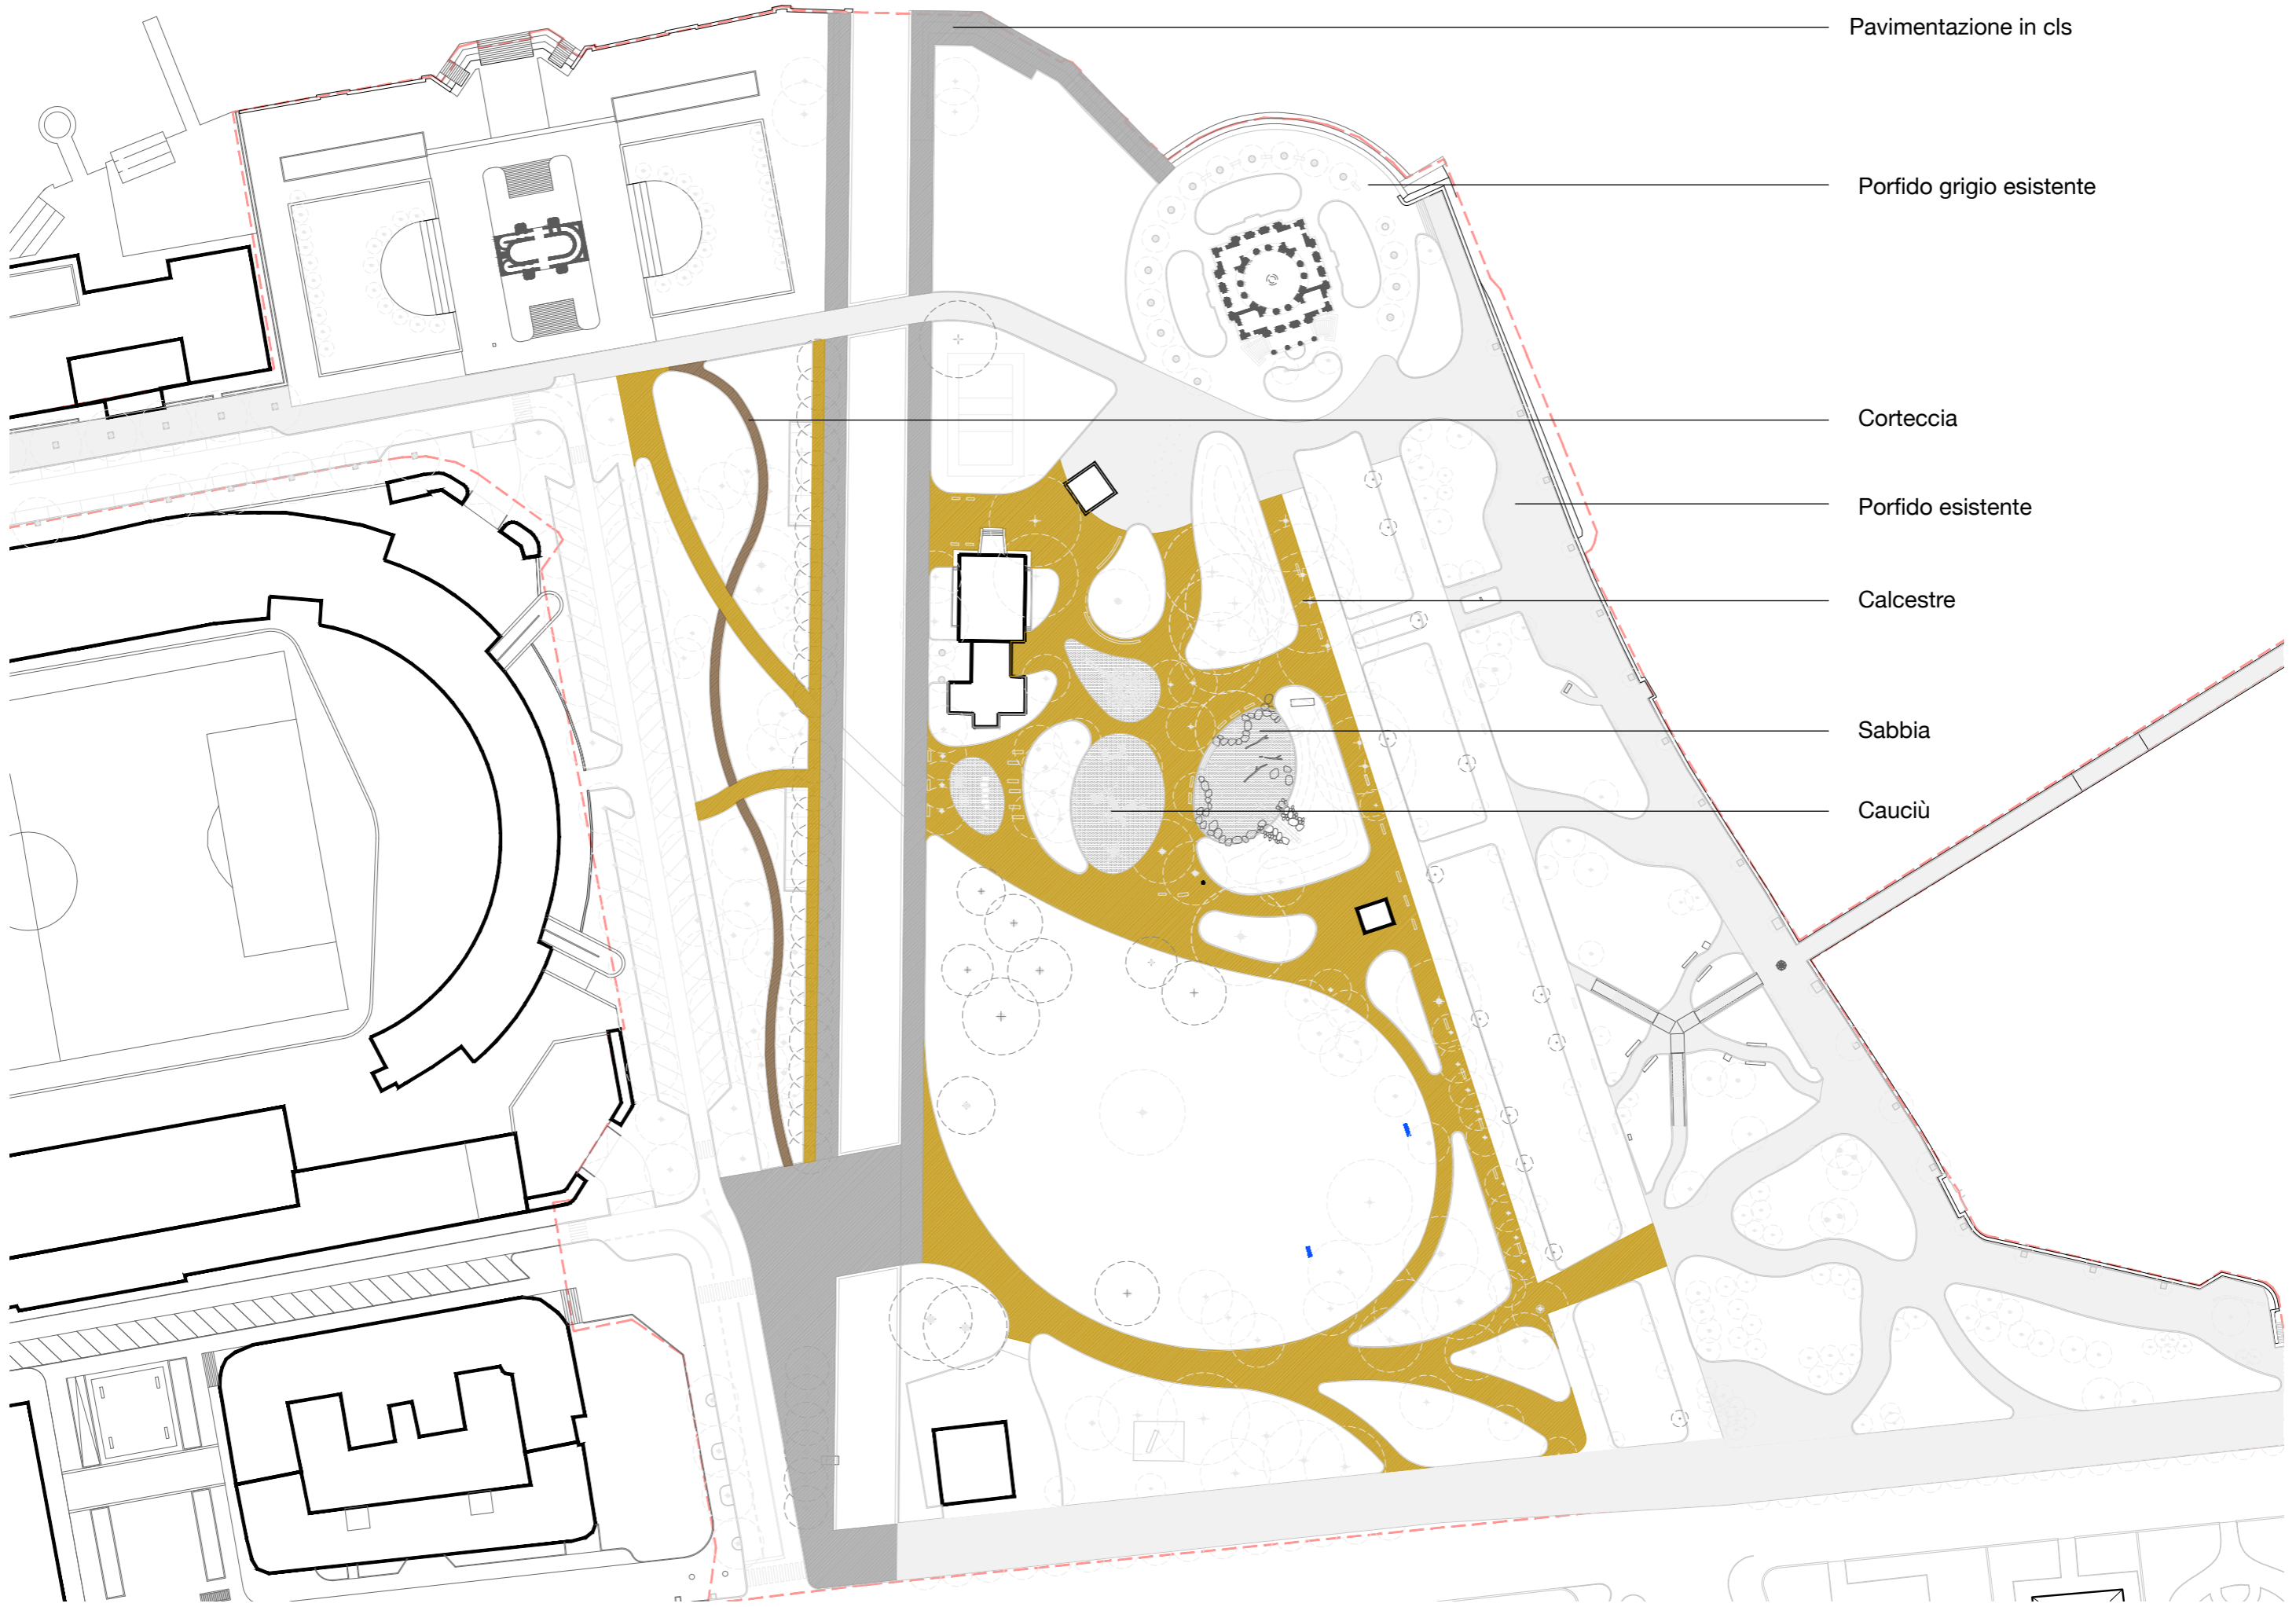 Pavimentazione in cls
Porfido grigio esistente
Corteccia
Porfido esistente
Calcestre
Sabbia
Cauciù